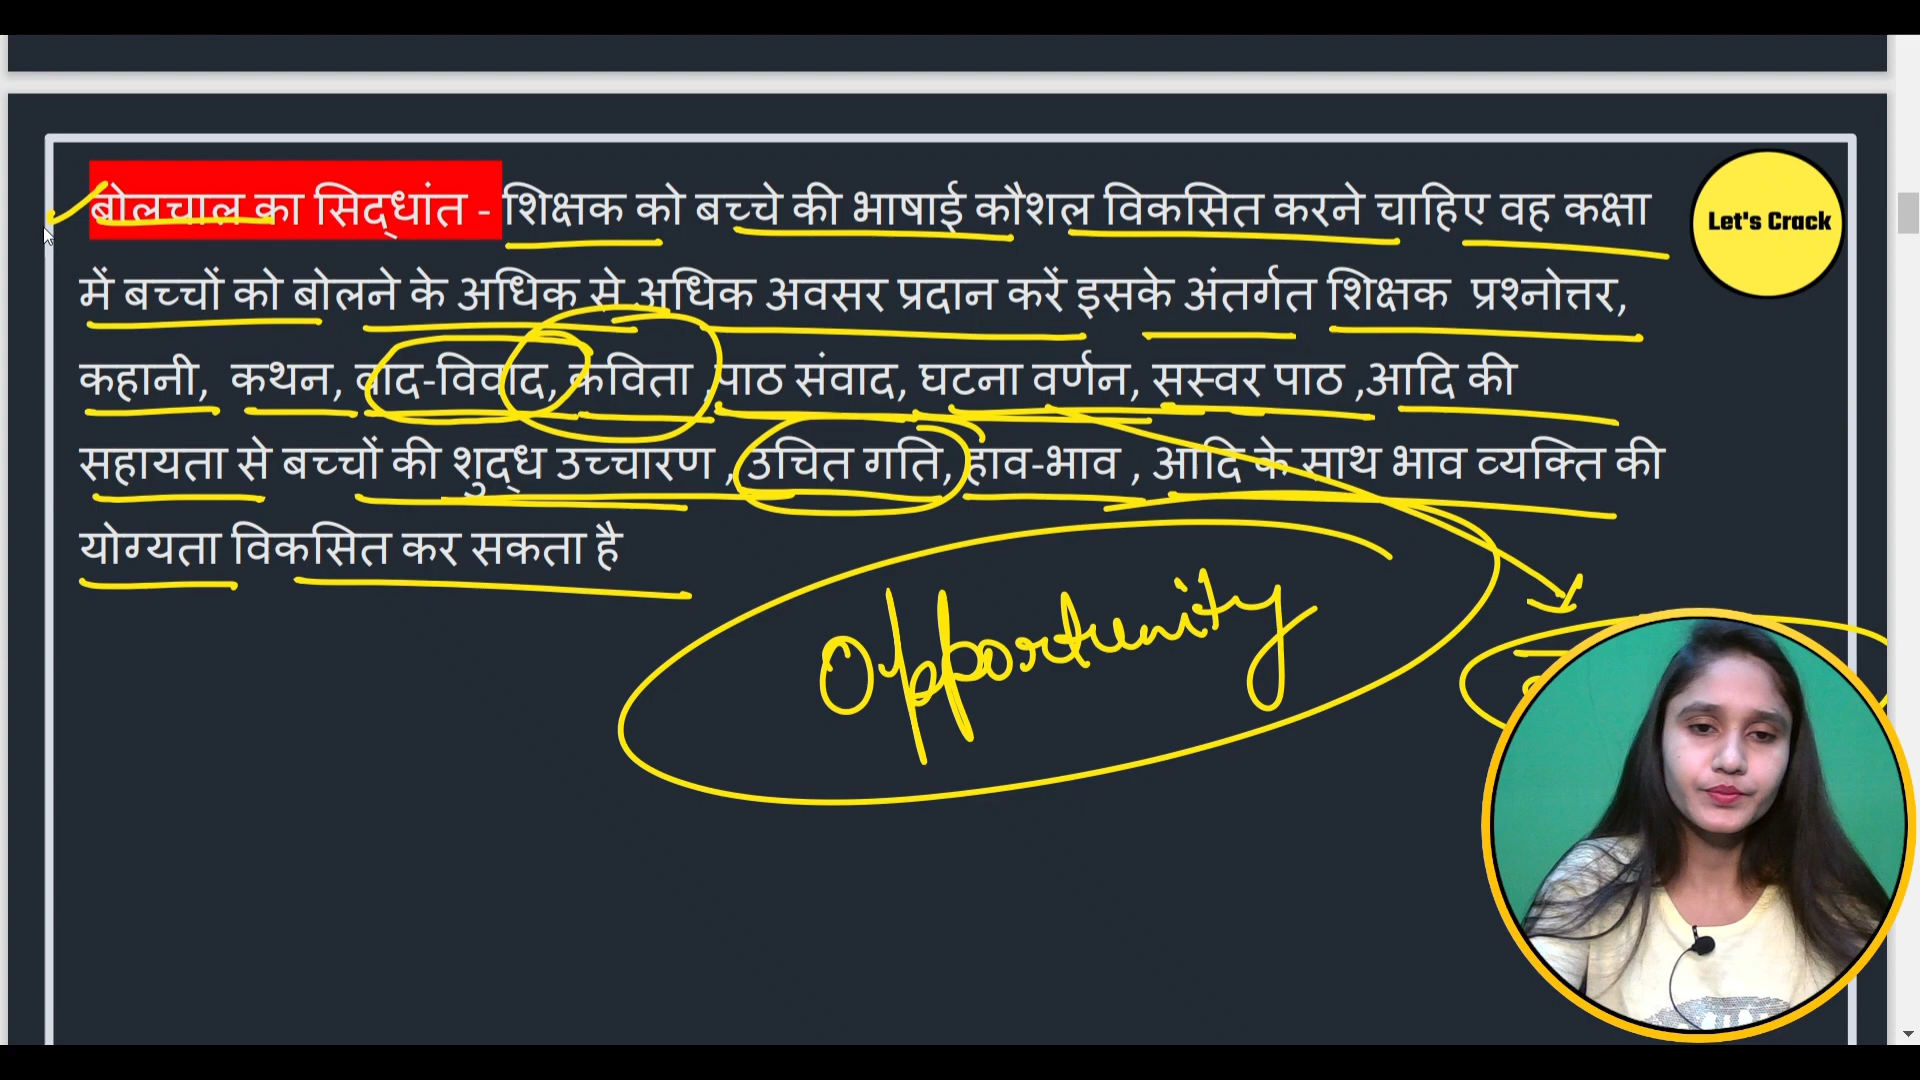 बोलचाल का सिद्धांत - शिक्षक को बच्चे की भाषाई कौशल विकसित करने चाहिए वह कक्षा
में बच्चों को बोलने के अधिक से अधिक अवसर प्रदान करें इसके अंतर्गत शिक्षक प्रश्नोत्तर,
कहानी, कथन, वाद-विवाद, कविता ,पाठ संवाद, घटना वर्णन, सस्वर पाठ ,आदि की
सहायता से बच्चों की शुद्ध उच्चारण , उचित गति, हाव-भाव , आदि के साथ भाव व्यक्ति की
योग्यता विकसित कर सकता है
Let's Crack
Opportunity